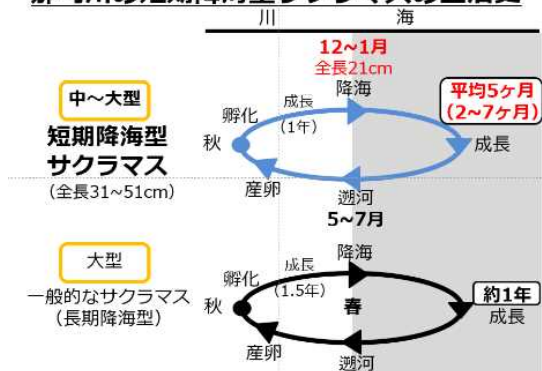 川
海
12~1月
全長21cm
降海
平均5ヶ月
(2~7ヶ月)
中~大型
短期降海型
サクラマス
(全長31~51cm)
孵化
成長
(1年)
秋
成長
産卵
遡河
5~7月
大型
一般的なサクラマス
(長期降海型)
降海
孵化
成長
(1.5年)
秋
春
約1年
成長
産卵
遡河